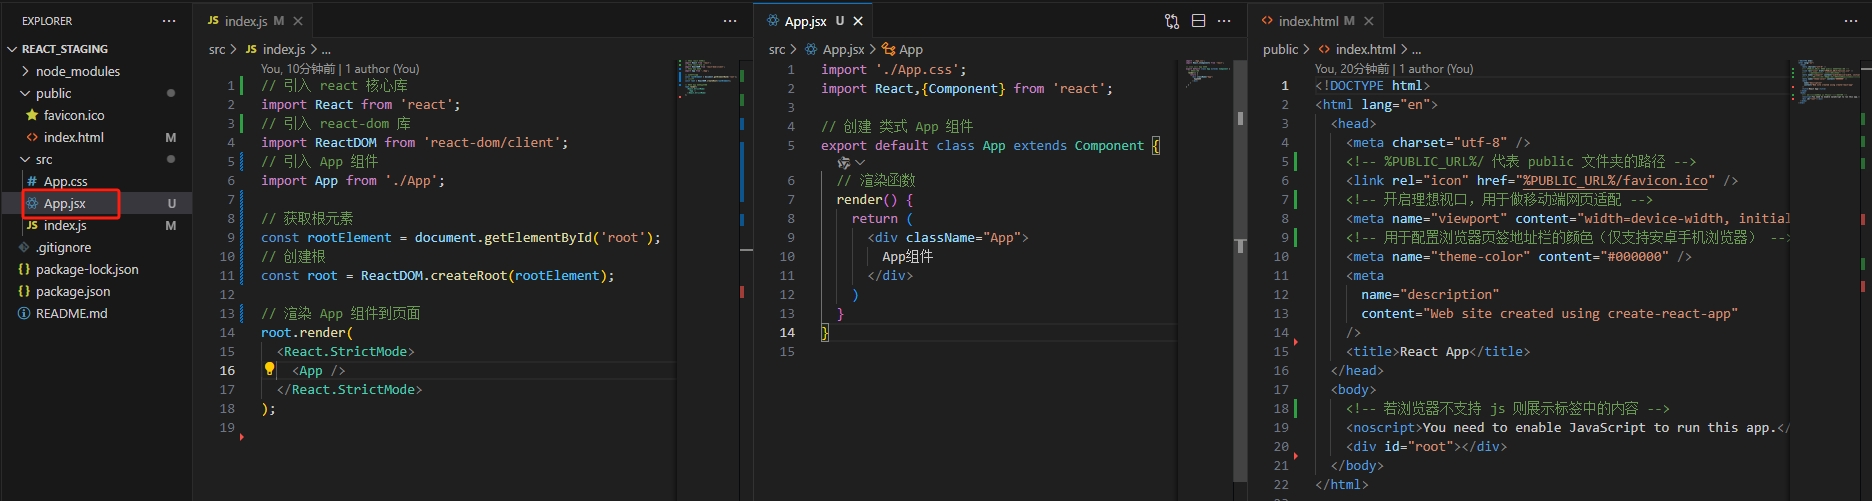 EXPLORER ...
REACT_STAGING
node_modules
public
favicon.ico
index.html M
src
App.css
App.jsx U
index.js M
.gitignore
package-lock.json
package.json
README.md
JS index.js M
src > JS index.js > ...
You, 10分钟前 | 1 author (You)
1 // 引入 react 核心库
2 import React from 'react';
3 // 引入 react-dom 库
4 import ReactDOM from 'react-dom/client';
5 // 引入 App 组件
6 import App from './App';
7
8 // 获取根元素
9 const rootElement = document.getElementById('root');
10 // 创建根
11 const root = ReactDOM.createRoot(rootElement);
12
13 // 渲染 App 组件到页面
14 root.render(
15 <React.StrictMode>
16 <App />
17 </React.StrictMode>
18 );
19
App.jsx U
src > App.jsx > App
1 import './App.css';
2 import React,{Component} from 'react';
3
4 // 创建 类式 App 组件
5 export default class App extends Component {
6 // 渲染函数
7 render() {
8 return (
9 <div className="App">
10 App组件
11 </div>
12 )
13 }
14 }
15
index.html M
public > index.html > ...
You, 20分钟前 | 1 author (You)
1 <!DOCTYPE html>
2 <html lang="en">
3 <head>
4 <meta charset="utf-8" />
5 <!-- %PUBLIC_URL%/ 代表 public 文件夹的路径 -->
6 <link rel="icon" href="%PUBLIC_URL%/favicon.ico" />
7 <!-- 开启理想视口，用于做移动端网页适配 -->
8 <meta name="viewport" content="width=device-width, initial
9 <!-- 用于配置浏览器页签地址栏的颜色（仅支持安卓手机浏览器） --
10 <meta name="theme-color" content="#000000" />
11 <meta
12 name="description"
13 content="Web site created using create-react-app"
14 />
15 <title>React App</title>
16 </head>
17 <body>
18 <!-- 若浏览器不支持 js 则展示标签中的内容 -->
19 <noscript>You need to enable JavaScript to run this app.</
20 <div id="root"></div>
21 </body>
22 </html>